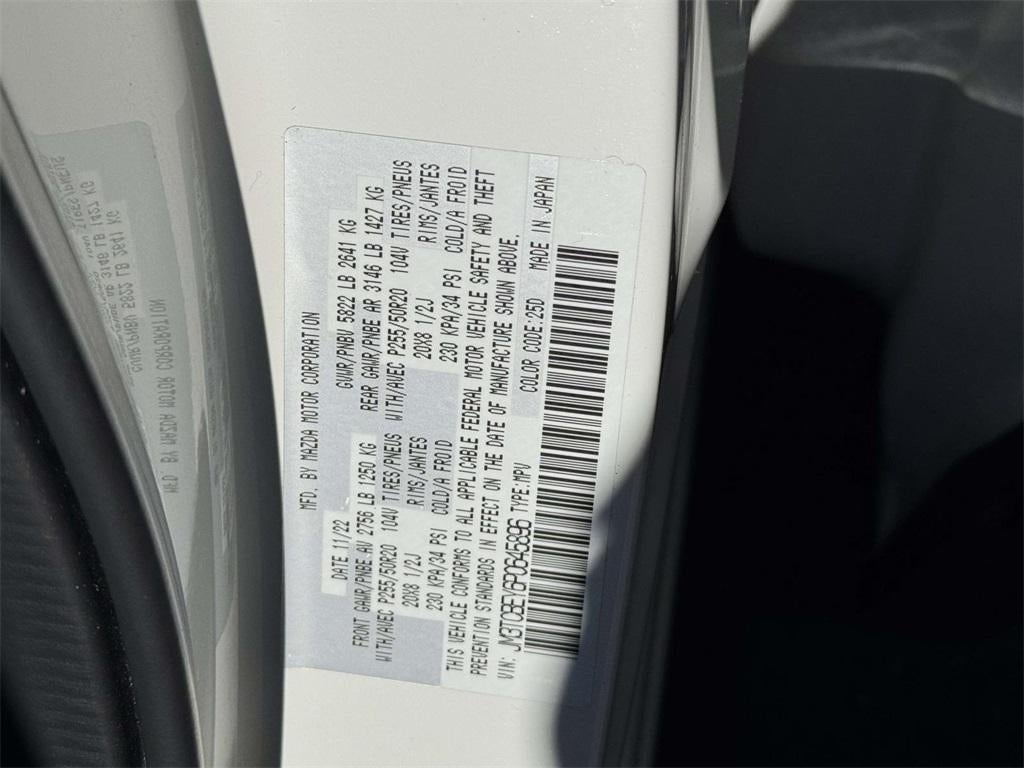 MFD. BY MAZDA MOTOR CORPORATION
DATE 11/22 GVWR/PNBV 5822 LB 2641 KG
FRONT GAWR/PNBE AV 2756 LB 1250 KG REAR GAWR/PNBE AR 3146 LB 1427 KG
WITH/AVEC P255/50R20 104V TIRES/PNEUS WITH/AVEC P255/50R20 104V TIRES/PNEUS
20X8 1/2J RIMS/JANTES 20X8 1/2J RIMS/JANTES
230 KPA/34 PSI COLD/A FROID 230 KPA/34 PSI COLD/A FROID
THIS VEHICLE CONFORMS TO ALL APPLICABLE FEDERAL MOTOR VEHICLE SAFETY AND THEFT
PREVENTION STANDARDS IN EFFECT ON THE DATE OF MANUFACTURE SHOWN ABOVE.
VIN: JM3TCBEY6P0645896 TYPE:MPV COLOR CODE:25D MADE IN JAPAN